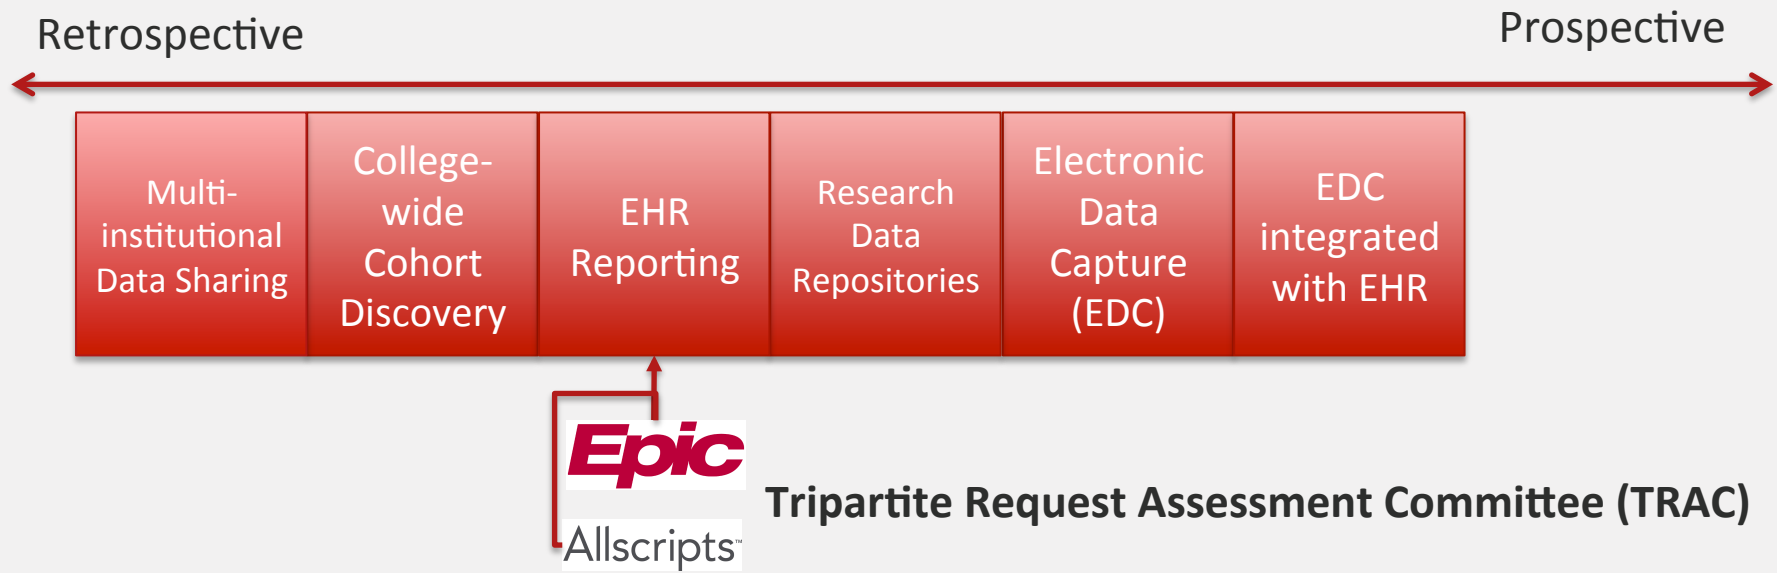 Retrospective
Prospective
Multi-
institutional
Data Sharing
College-
wide
Cohort
Discovery
EHR
Reporting
Research
Data
Repositories
Electronic
Data
Capture
(EDC)
EDC
integrated
with EHR
Epic
Tripartite Request Assessment Committee (TRAC)
Allscripts™